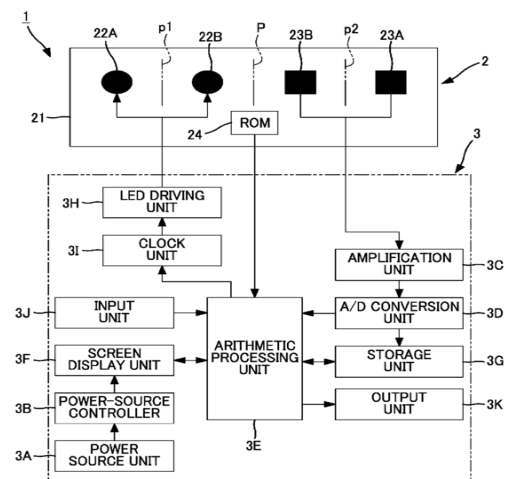 1
22A
p1
22B
P
23B
p2
23A
2
21
24
ROM
3
3H
LED DRIVING
UNIT
3I
CLOCK
UNIT
AMPLIFICATION
UNIT
3C
3J
INPUT
UNIT
ARITHMETIC
PROCESSING
UNIT
A/D CONVERSION
UNIT
3D
3F
SCREEN
DISPLAY UNIT
STORAGE
UNIT
3G
3B
POWER-SOURCE
CONTROLLER
OUTPUT
UNIT
3K
3A
POWER
SOURCE UNIT
3E